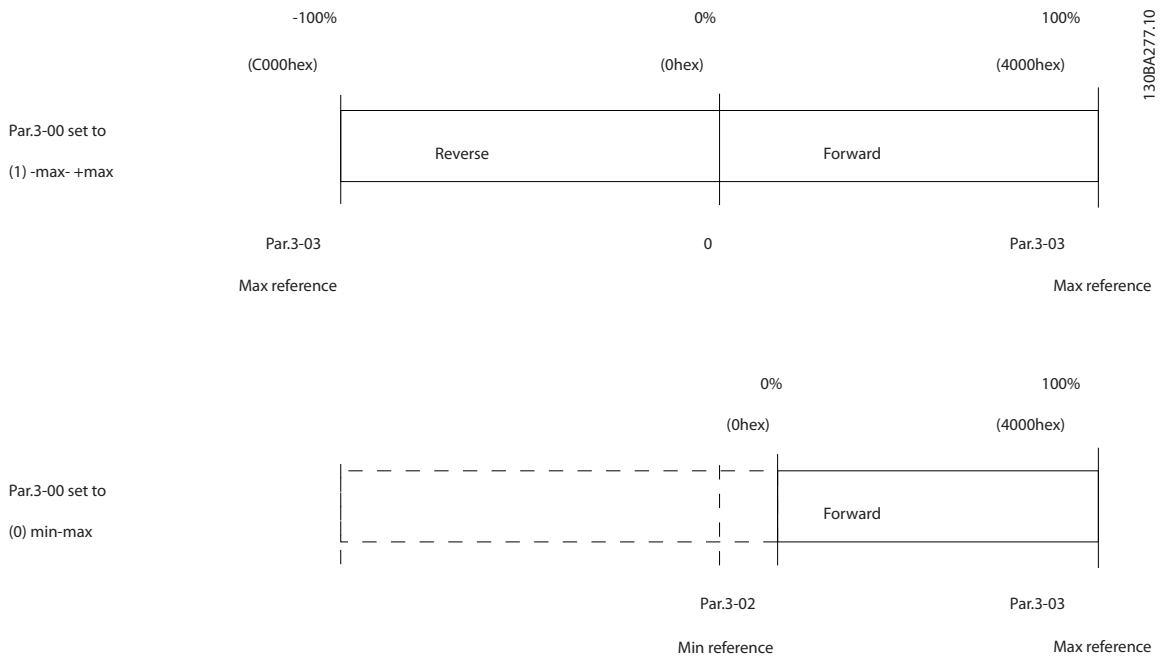 -100% 0% 100%
(C000hex) (0hex) (4000hex)
130BA277.10
Par.3-00 set to
(1) -max- +max
Reverse Forward
Par.3-03 0 Par.3-03
Max reference Max reference
0% 100%
(0hex) (4000hex)
Par.3-00 set to
(0) min-max
Forward
Par.3-02 Par.3-03
Min reference Max reference